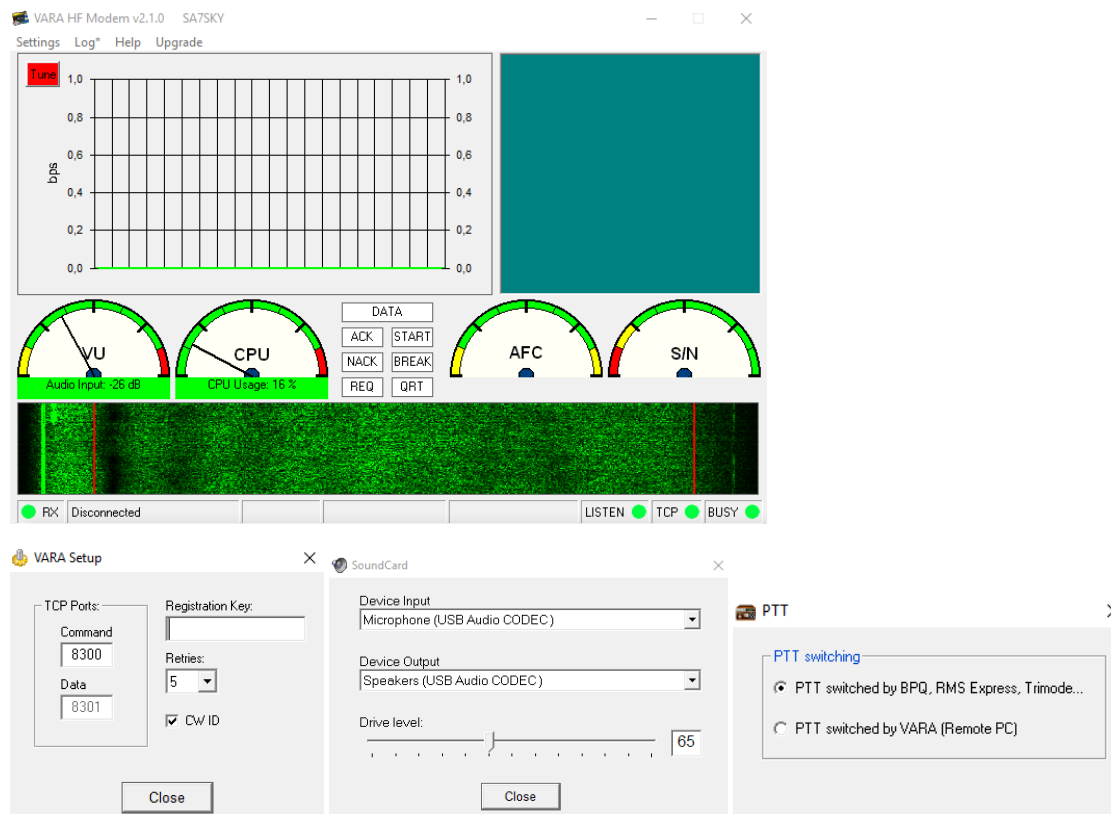 VARA HF Modem v2.1.0 SA7SKY
Settings Log* Help Upgrade
Tune
1,0 1,0
0,8 0,8
0,6 0,6
bps
0,4 0,4
0,2 0,2
0,0 0,0
DATA
ACK START
NACK BREAK
REQ QRT
VU
CPU
AFC
S/N
Audio Input: -26 dB
CPU Usage: 16 %
RX Disconnected LISTEN TCP BUSY
VARA Setup
TCP Ports:
Command
8300
Data
8301
Registration Key:
Retries:
5
CW ID
Close
SoundCard
Device Input
Microphone (USB Audio CODEC)
Device Output
Speakers (USB Audio CODEC)
Drive level:
65
Close
PTT
PTT switching
PTT switched by BPQ, RMS Express, Trimode...
PTT switched by VARA (Remote PC)